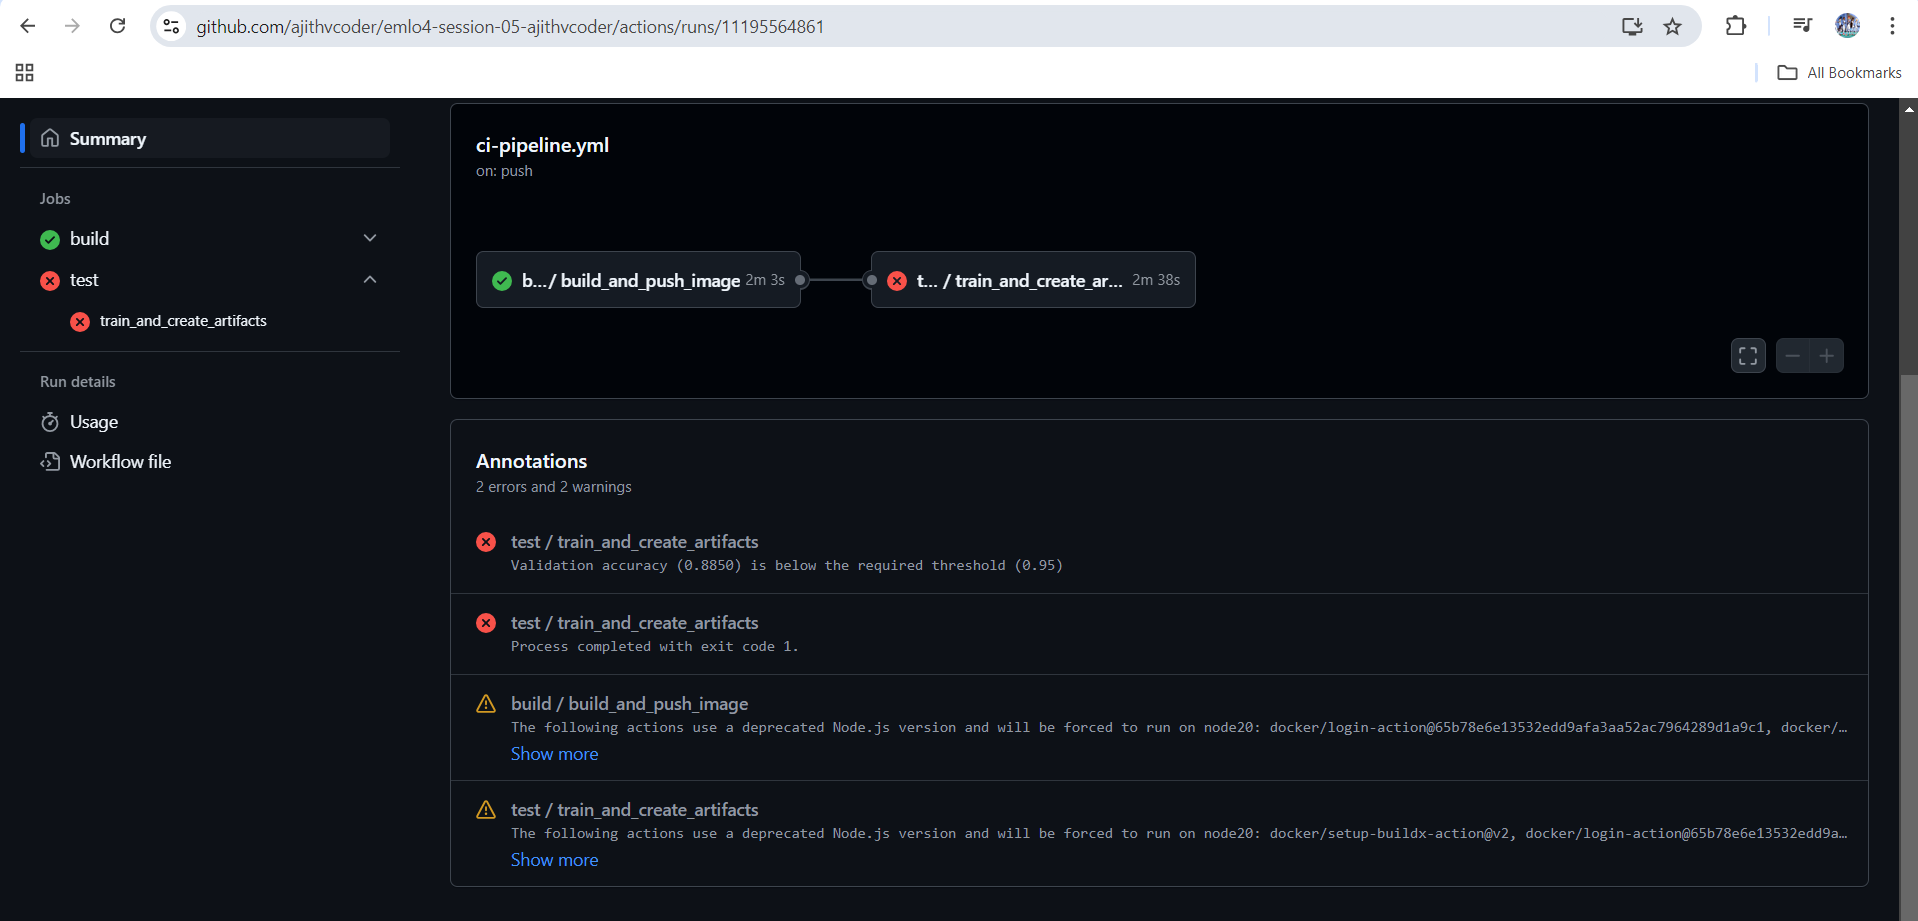 github.com/ajithvcoder/emlo4-session-05-ajithvcoder/actions/runs/11195564861
All Bookmarks
Summary
Jobs
build
test
train_and_create_artifacts
Run details
Usage
Workflow file
ci-pipeline.yml
on: push
b... / build_and_push_image 2m 3s
t... / train_and_create_ar... 2m 38s
Annotations
2 errors and 2 warnings
test / train_and_create_artifacts
Validation accuracy (0.8850) is below the required threshold (0.95)
test / train_and_create_artifacts
Process completed with exit code 1.
build / build_and_push_image
The following actions use a deprecated Node.js version and will be forced to run on node20: docker/login-action@65b78e6e13532edd9afa3aa52ac7964289d1a9c1, docker/…
Show more
test / train_and_create_artifacts
The following actions use a deprecated Node.js version and will be forced to run on node20: docker/setup-buildx-action@v2, docker/login-action@65b78e6e13532edd9a…
Show more